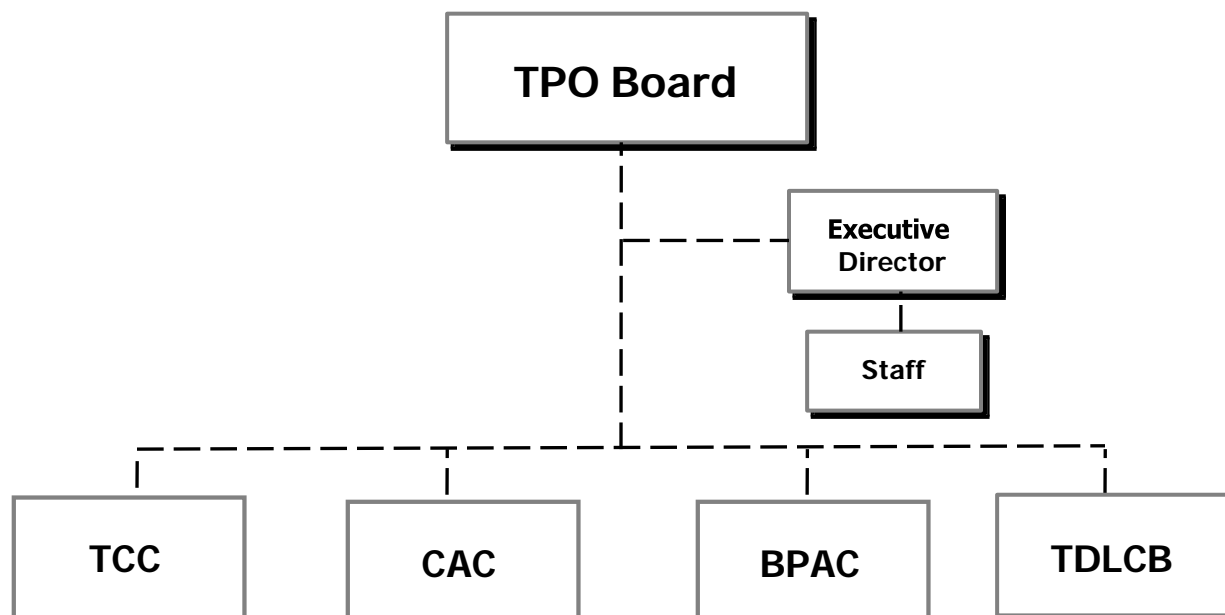 TPO Board
Executive
Director
Staff
TCC
CAC
BPAC
TDLCB